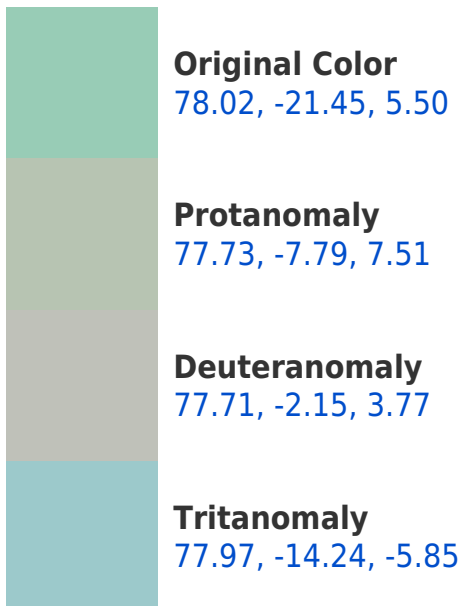 Original Color
78.02, -21.45, 5.50
Protanomaly
77.73, -7.79, 7.51
Deuteranomaly
77.71, -2.15, 3.77
Tritanomaly
77.97, -14.24, -5.85